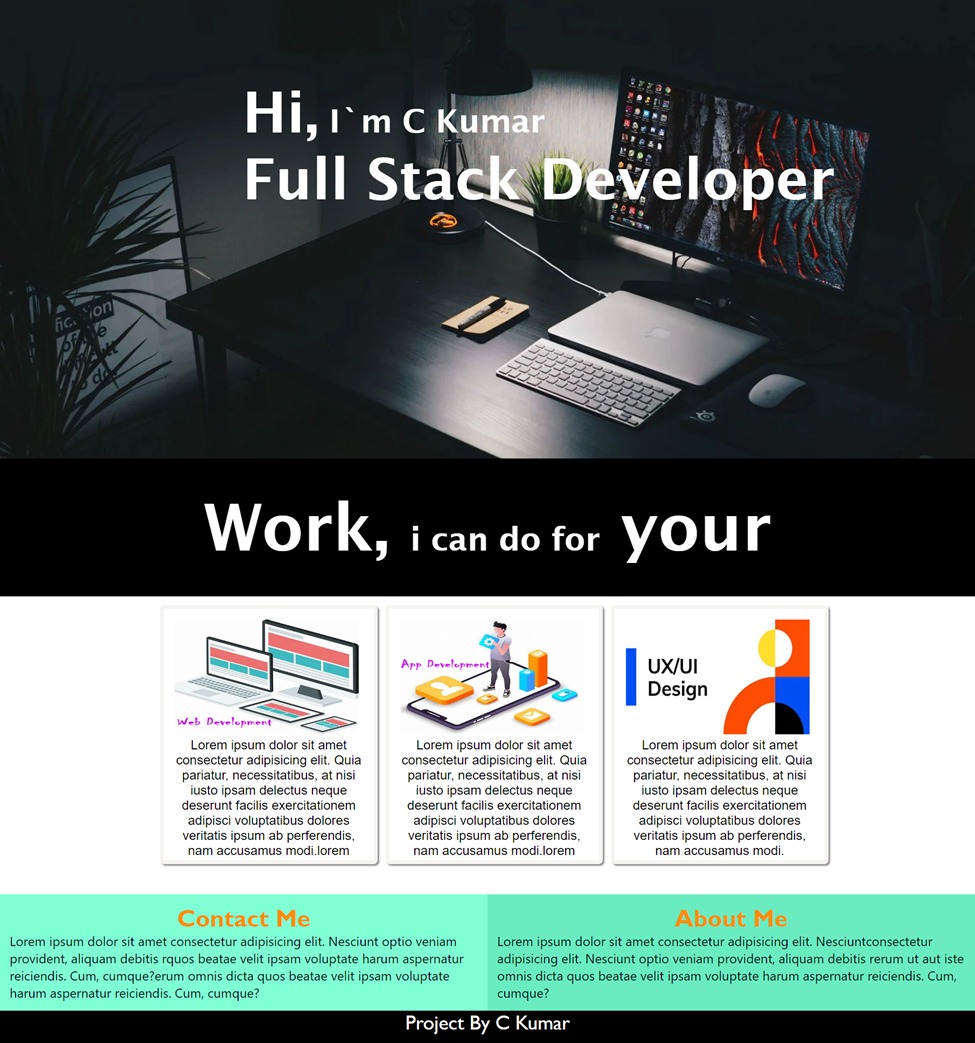 Hi, I`m C Kumar
Full Stack Developer
Work, i can do for your
Web Development
Lorem ipsum dolor sit amet
consectetur adipisicing elit. Quia
pariatur, necessitatibus, at nisi
iusto ipsam delectus neque
deserunt facilis exercitationem
adipisci voluptatibus dolores
veritatis ipsum ab perferendis,
nam accusamus modi.lorem
App Development
Lorem ipsum dolor sit amet
consectetur adipisicing elit. Quia
pariatur, necessitatibus, at nisi
iusto ipsam delectus neque
deserunt facilis exercitationem
adipisci voluptatibus dolores
veritatis ipsum ab perferendis,
nam accusamus modi.lorem
UX/UI
Design
Lorem ipsum dolor sit amet
consectetur adipisicing elit. Quia
pariatur, necessitatibus, at nisi
iusto ipsam delectus neque
deserunt facilis exercitationem
adipisci voluptatibus dolores
veritatis ipsum ab perferendis,
nam accusamus modi.
Contact Me
Lorem ipsum dolor sit amet consectetur adipisicing elit. Nesciunt optio veniam
provident, aliquam debitis rquos beatae velit ipsam voluptate harum aspernatur
reiciendis. Cum, cumque?erum omnis dicta quos beatae velit ipsam voluptate
harum aspernatur reiciendis. Cum, cumque?
About Me
Lorem ipsum dolor sit amet consectetur adipisicing elit. Nesciuntconsectetur
adipisicing elit. Nesciunt optio veniam provident, aliquam debitis rerum ut aut iste
omnis dicta quos beatae velit ipsam voluptate harum aspernatur reiciendis. Cum,
cumque?
Project By C Kumar